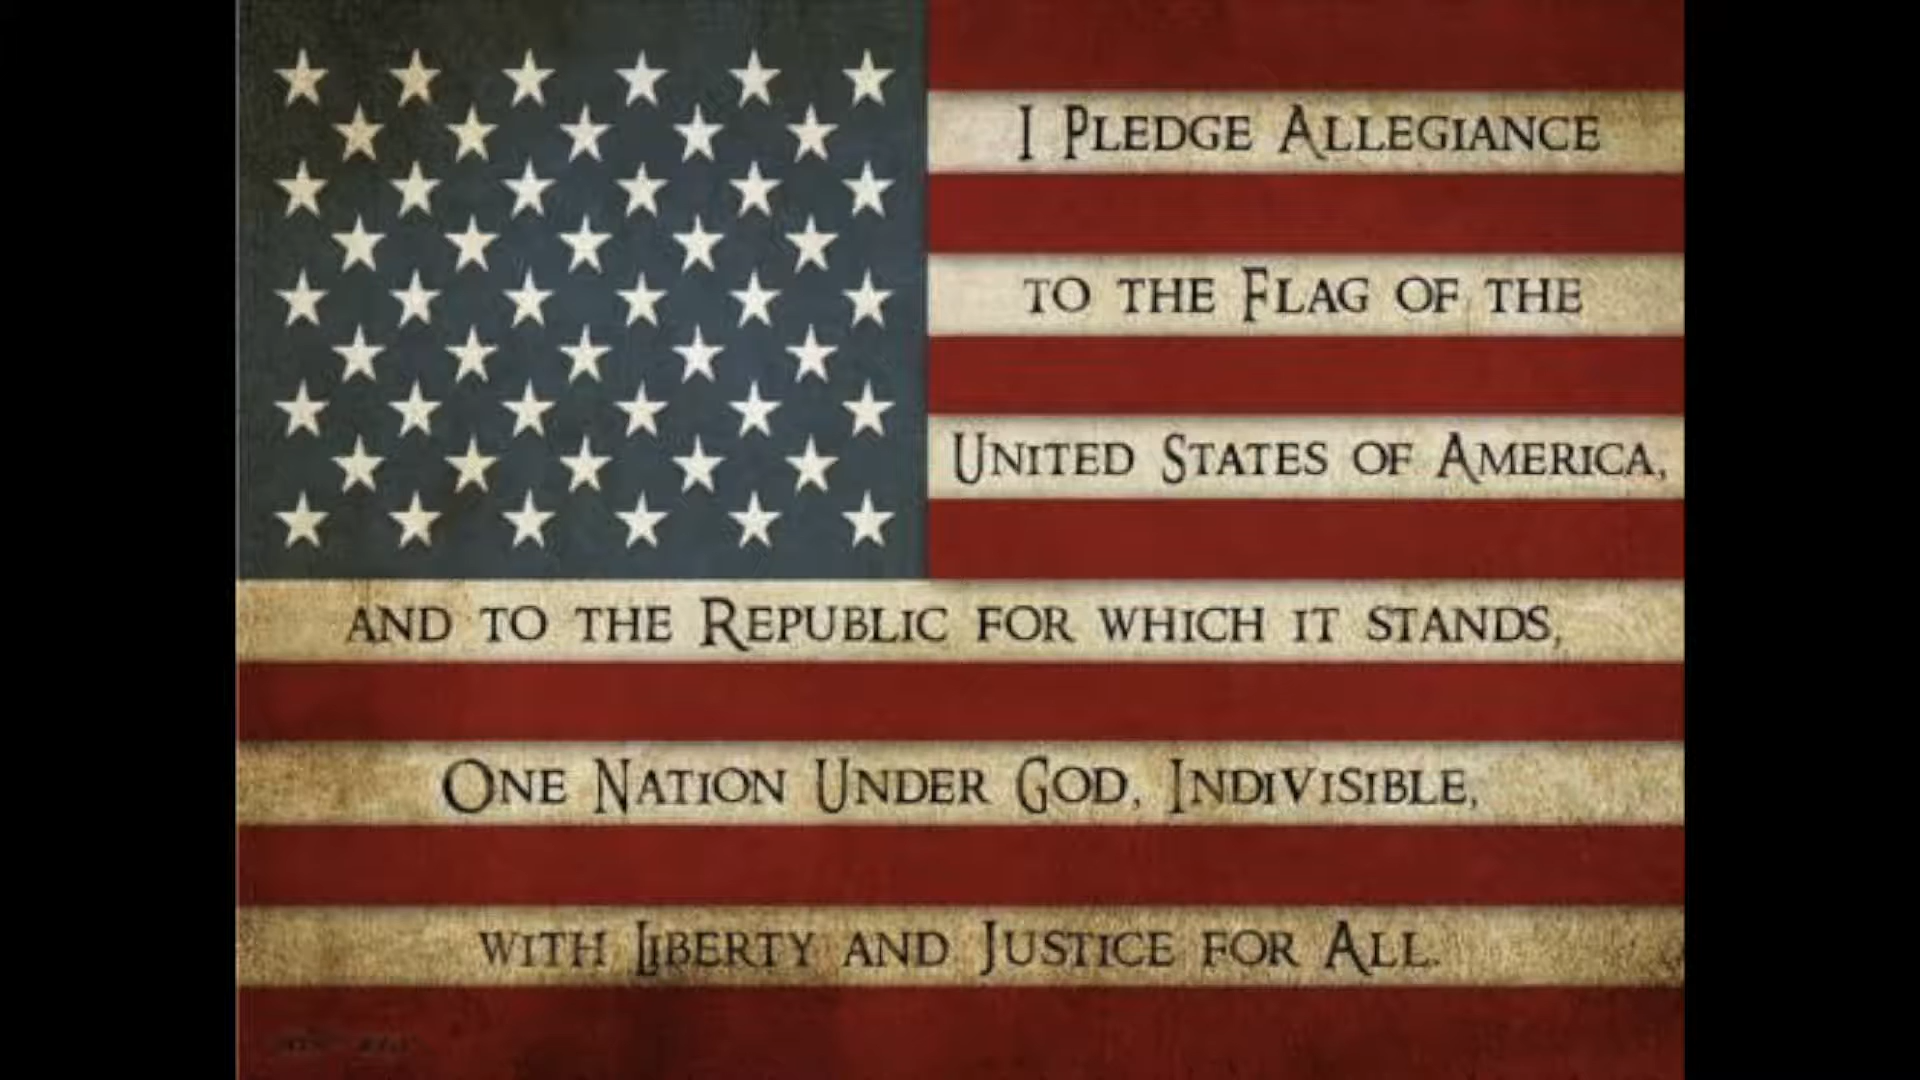 I Pledge Allegiance
to the Flag of the
United States of America,
and to the Republic for which it stands,
One Nation Under God, Indivisible,
with Liberty and Justice for All.